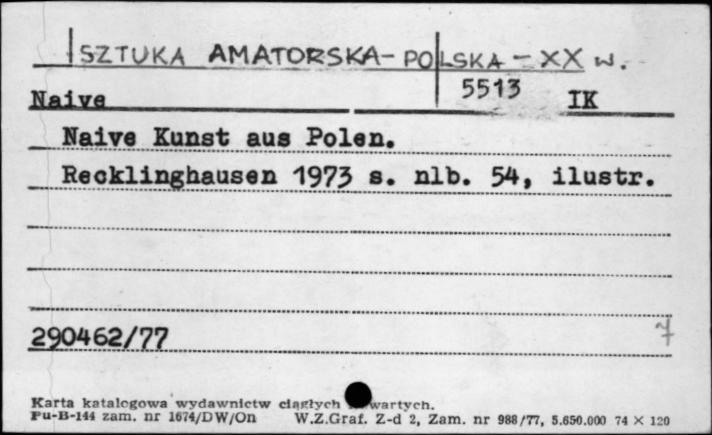 SZTUKA AMATORSKA - POLSKA - XX w.
Naive 5513 IK
Naive Kunst aus Polen.
Recklinghausen 1973 s. nlb. 54, ilustr.
290462/77 7
Karta katalogowa wydawnictw ciągłych wartych.
Pu-B-144 zam. nr 1674/DW/On W.Z.Graf. Z-d 2, Zam. nr 988/77, 5.650.000 74 × 120